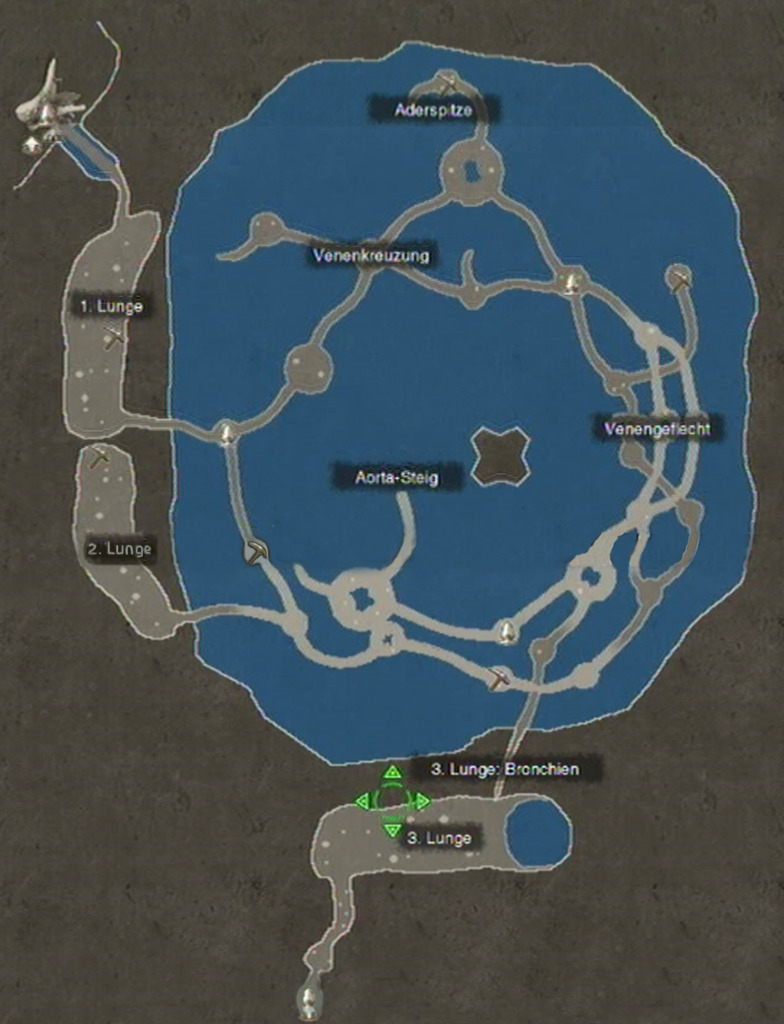 Aderspitze
Venenkreuzung
1. Lunge
Venengeflecht
Aorta-Steig
2. Lunge
3. Lunge: Bronchien
3. Lunge